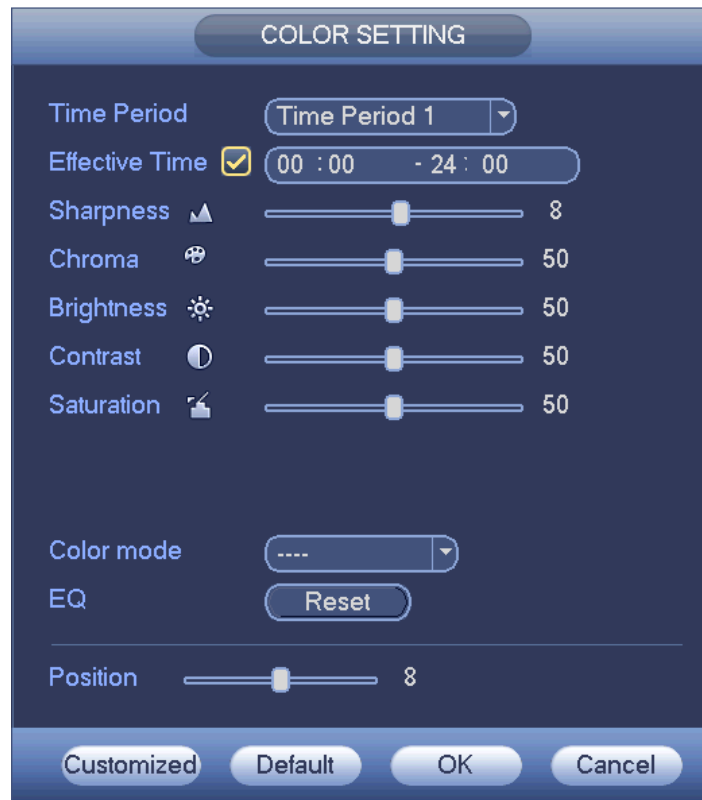 COLOR SETTING
Time Period Time Period 1
Effective Time 00 : 00 - 24 : 00
Sharpness 8
Chroma 50
Brightness 50
Contrast 50
Saturation 50
Color mode ----
EQ Reset
Position 8
Customized Default OK Cancel